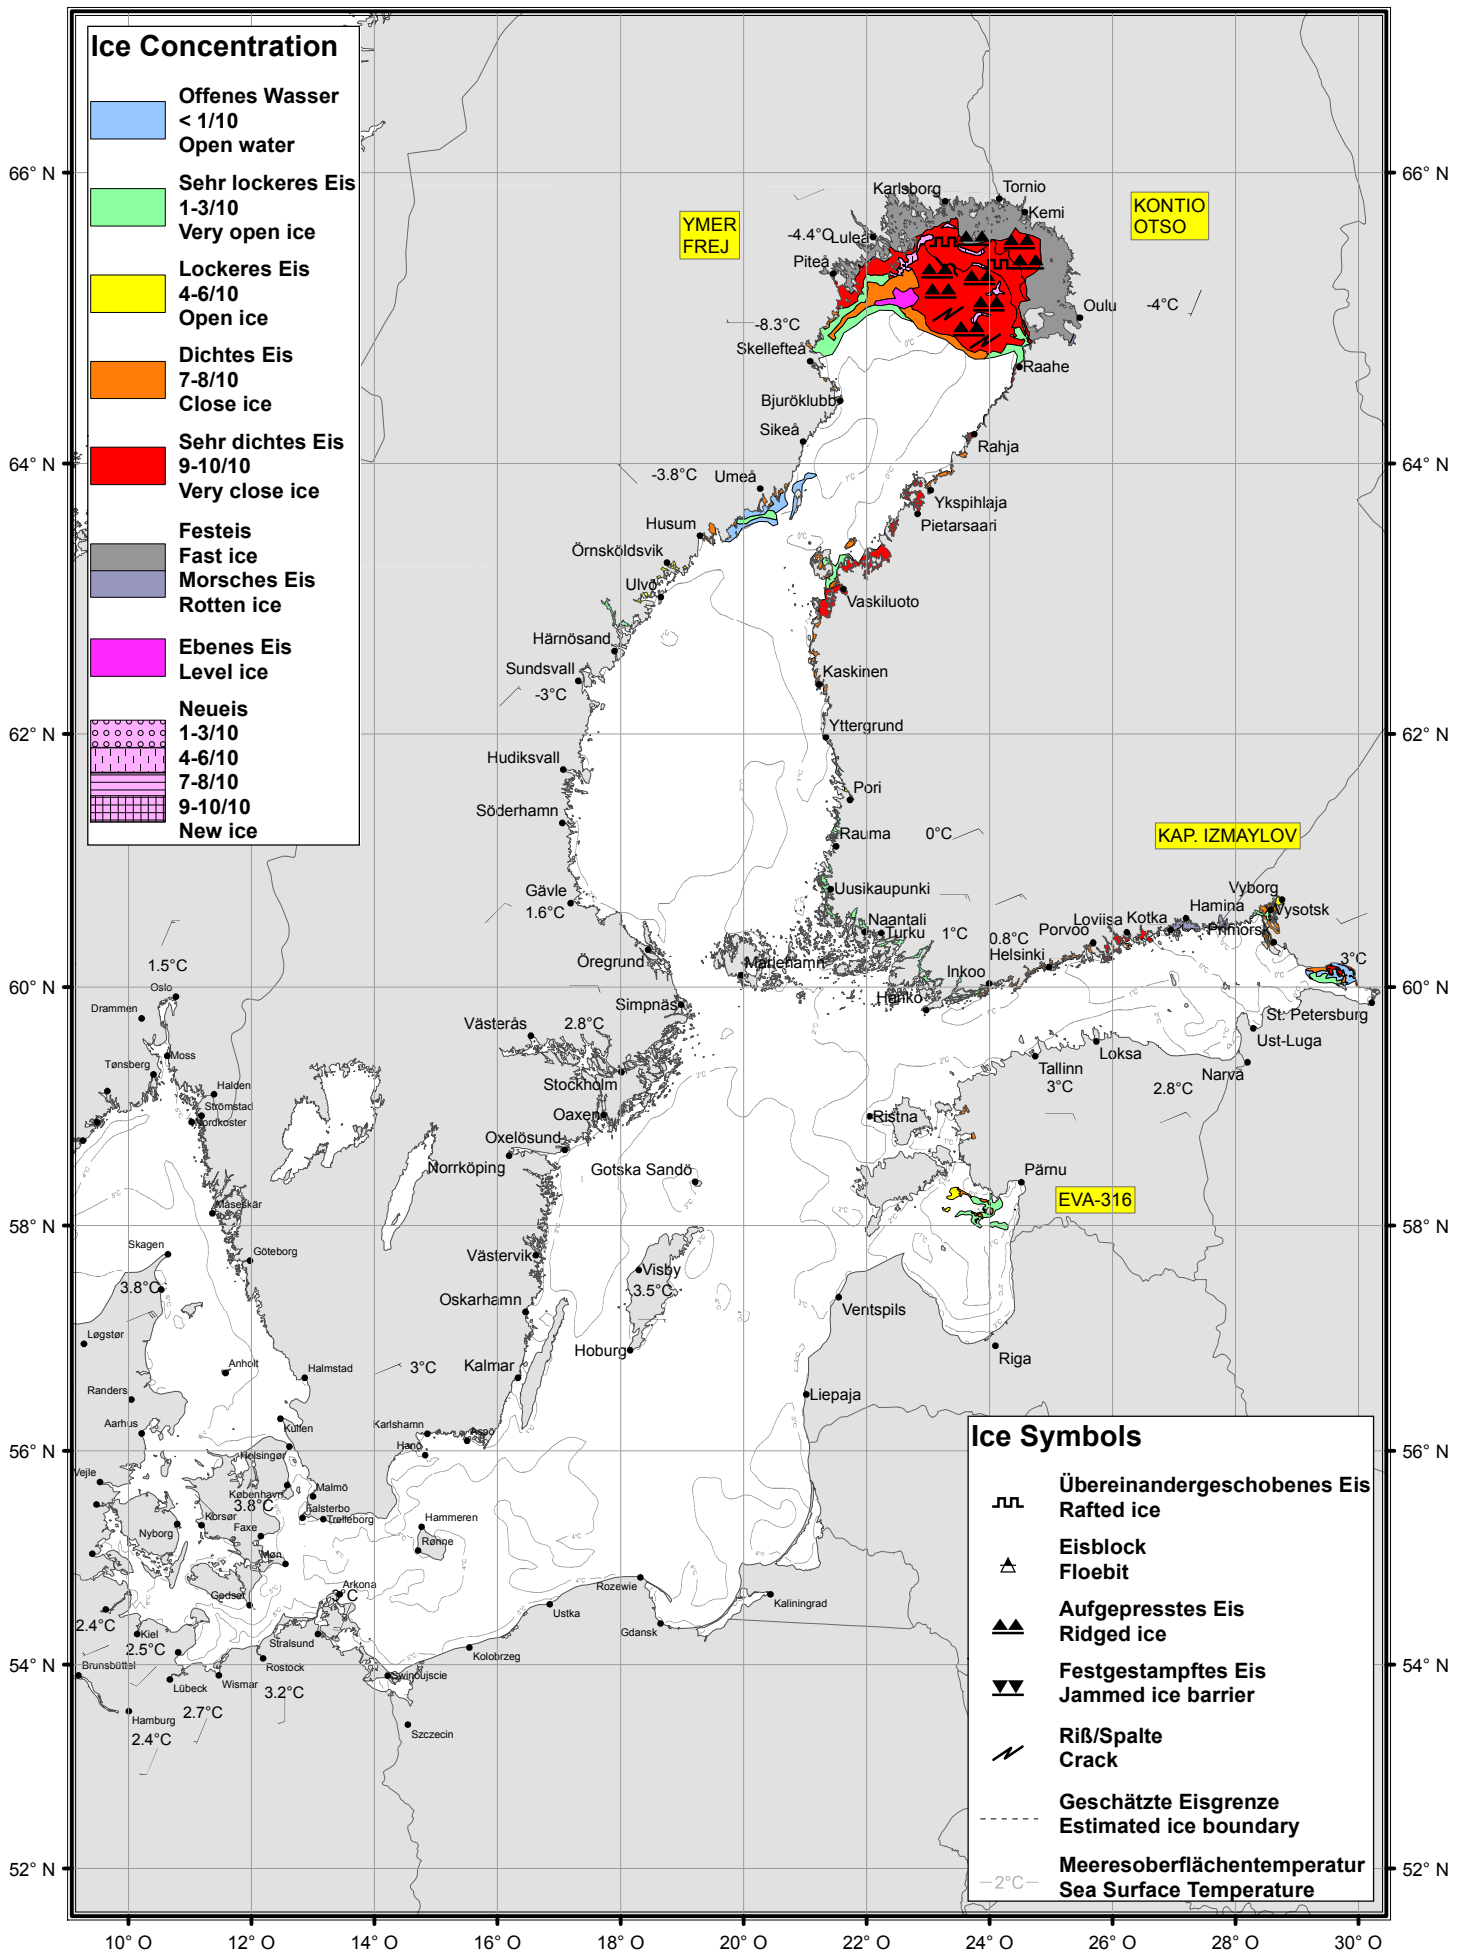 Ice Concentration
Offenes Wasser
< 1/10
Open water
Sehr lockeres Eis
1-3/10
Very open ice
Lockeres Eis
4-6/10
Open ice
Dichtes Eis
7-8/10
Close ice
Sehr dichtes Eis
9-10/10
Very close ice
Festeis
Fast ice
Morsches Eis
Rotten ice
Ebenes Eis
Level ice
Neueis
1-3/10
4-6/10
7-8/10
9-10/10
New ice
66° N
66° N
64° N
64° N
62° N
62° N
60° N
60° N
58° N
58° N
56° N
56° N
54° N
54° N
52° N
52° N
YMER
FREJ
KONTIO
OTSO
Karlsborg
Tornio
Kemi
-4.4°C
Luleå
Piteå
Oulu
-4°C
-8.3°C
Skellefteå
Raahe
Bjuröklubb
Sikeå
Rahja
-3.8°C
Umeå
Ykspihlaja
Pietarsaari
Husum
Örnsköldsvik
Ulvö
Vaskiluoto
Härnösand
Sundsvall
-3°C
Kaskinen
Yttergrund
Hudiksvall
Pori
Söderhamn
Rauma
0°C
KAP. IZMAYLOV
Gävle
1.6°C
Uusikaupunki
Vyborg
Vysotsk
Hamina
Naantali
Turku
1°C
Loviisa
Kotka
Porvoo
Primorsk
0.8°C
Helsinki
Öregrund
Mariehamn
Inkoo
3°C
Hanko
1.5°C
Oslo
Drammen
Simpnäs
St. Petersburg
Västerås
2.8°C
Ust-Luga
Moss
Tønsberg
Tallinn
3°C
Loksa
2.8°C
Narva
Stockholm
Halden
Strömstad
Nordkoster
Oaxen
Ristna
Oxelösund
Norrköping
Gotska Sandö
Pärnu
EVA-316
Måseskär
Skagen
Göteborg
Västervik
Visby
3.5°C
3.8°C
Oskarhamn
Ventspils
Løgstør
Hoburg
Riga
Anholt
Halmstad
3°C
Kalmar
Randers
Liepaja
Aarhus
Kullen
Karlshamn
Aspö
Hanö
Helsingør
Vejle
København
3.8°C
Malmö
Falsterbo
Trelleborg
Nyborg
Korsør
Faxe
Hammeren
Rønne
Møn
Gedser
Arkona
Rozewie
Kaliningrad
Ustka
Gdansk
2.4°C
Kiel
2.5°C
Stralsund
Kolobrzeg
Brunsbüttel
Rostock
Swinoujscie
Lübeck
Wismar
3.2°C
2.7°C
Hamburg
2.4°C
Szczecin
Ice Symbols
Übereinandergeschobenes Eis
Rafted ice
Eisblock
Floebit
Aufgepresstes Eis
Ridged ice
Festgestampftes Eis
Jammed ice barrier
Riß/Spalte
Crack
Geschätzte Eisgrenze
Estimated ice boundary
2°C
Meeresoberflächentemperatur
Sea Surface Temperature
10° O
12° O
14° O
16° O
18° O
20° O
22° O
24° O
26° O
28° O
30° O